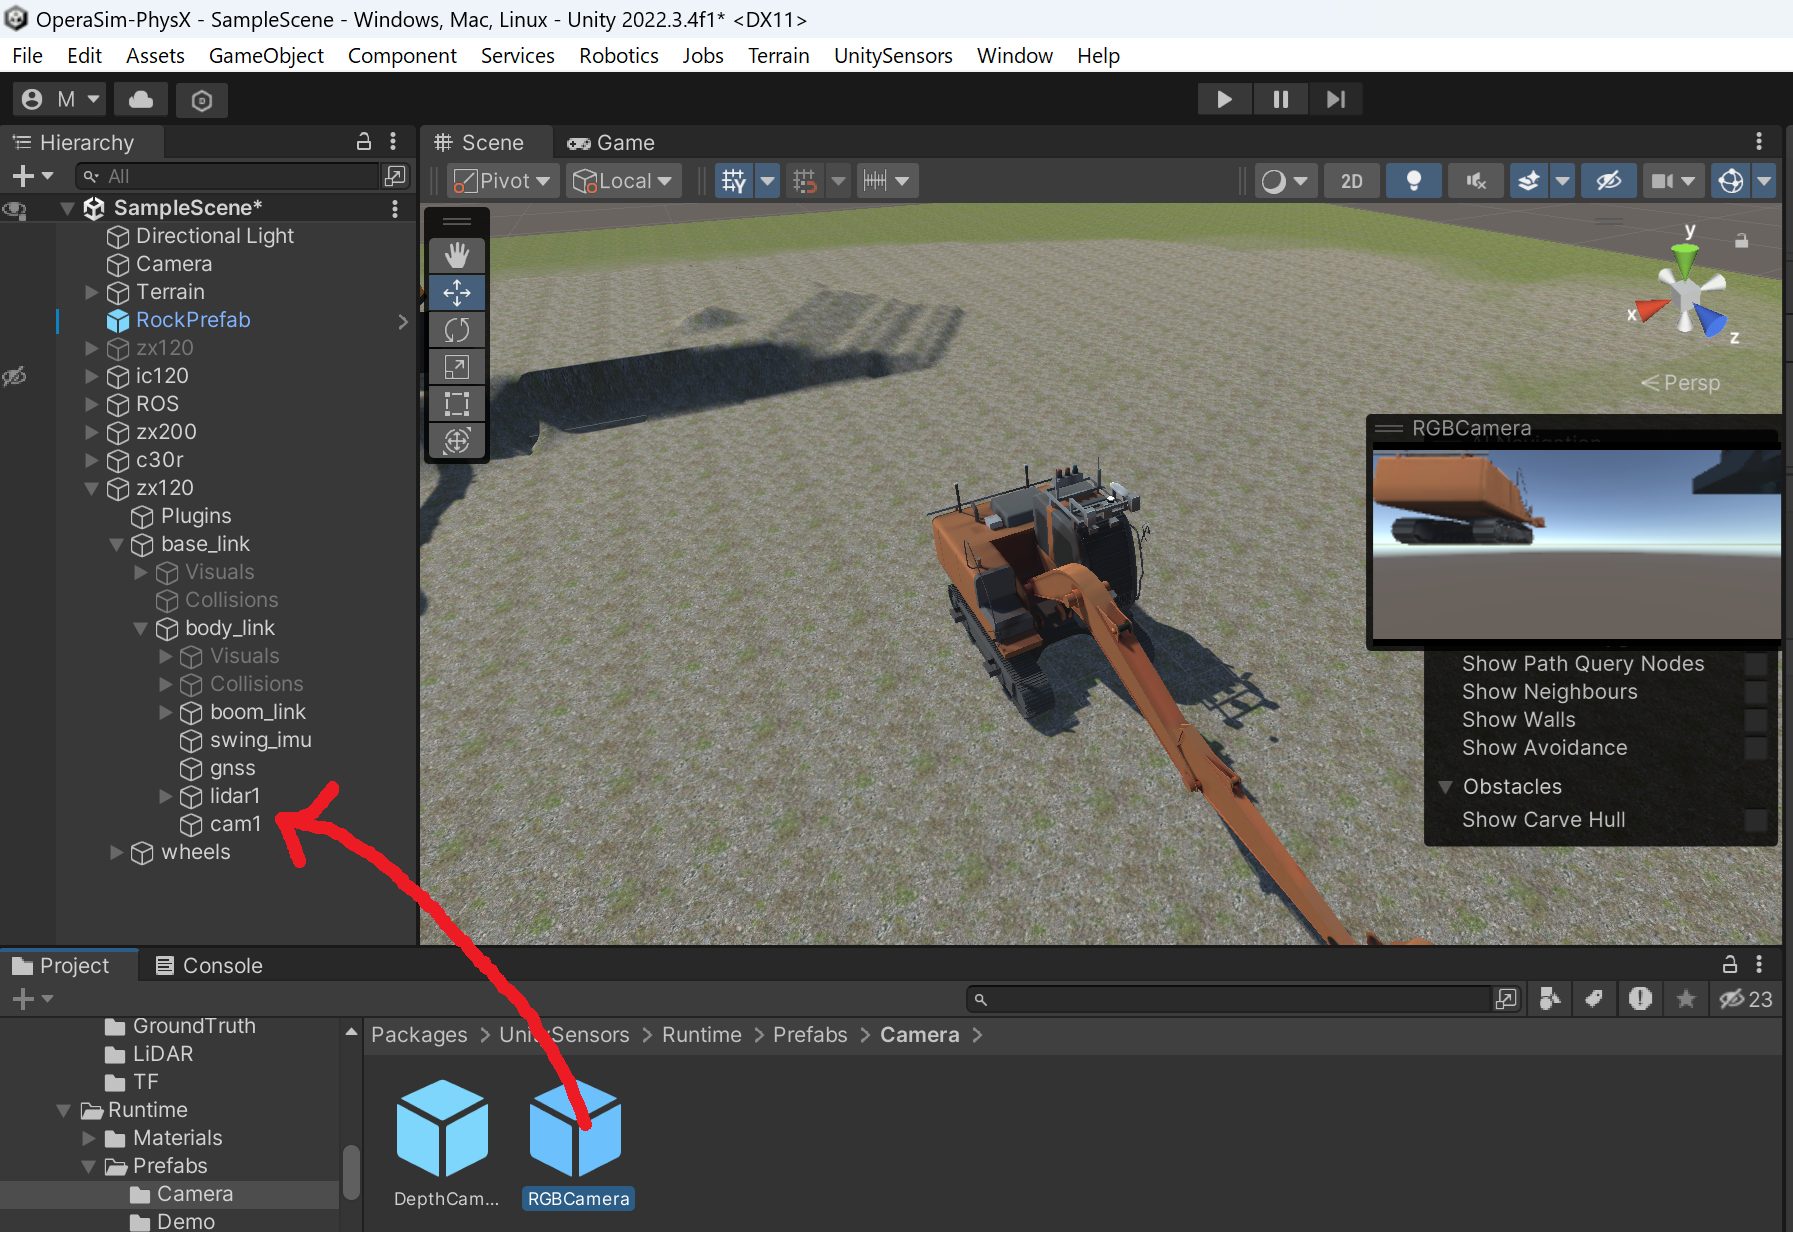 OperaSim-PhysX - SampleScene - Windows, Mac, Linux - Unity 2022.3.4f1* <DX11>
File Edit Assets GameObject Component Services Robotics Jobs Terrain UnitySensors Window Help
M
Hierarchy
All
SampleScene*
Directional Light
Camera
Terrain
RockPrefab
zx120
ic120
ROS
zx200
c30r
zx120
Plugins
base_link
Visuals
Collisions
body_link
Visuals
Collisions
boom_link
swing_imu
gnss
lidar1
cam1
wheels
Scene Game
Pivot Local 2D
y
x
z
< Persp
RGBCamera
AI Navigation
Show Path Query Nodes
Show Neighbours
Show Walls
Show Avoidance
Obstacles
Show Carve Hull
Project Console
23
GroundTruth
LiDAR
TF
Runtime
Materials
Prefabs
Camera
Demo
Packages > UnitySensors > Runtime > Prefabs > Camera >
DepthCam... RGBCamera